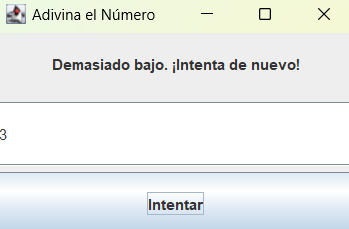 Adivina el Número
Demasiado bajo. ¡Intenta de nuevo!
3
Intentar